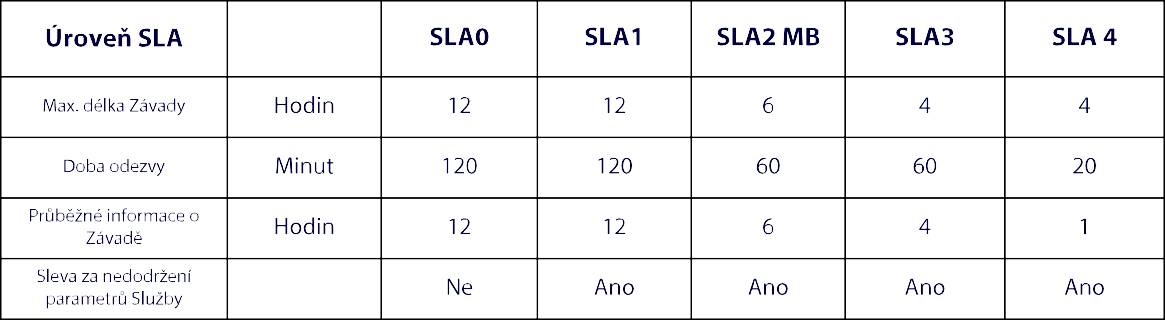 Úroveň SLA SLA0 SLA1 SLA2 MB SLA3 SLA 4
Max. délka Závady Hodin 12 12 6 4 4
Doba odezvy Minut 120 120 60 60 20
Průběžné informace o
Závadě Hodin 12 12 6 4 1
Sleva za nedodržení
parametrů Služby Ne Ano Ano Ano Ano